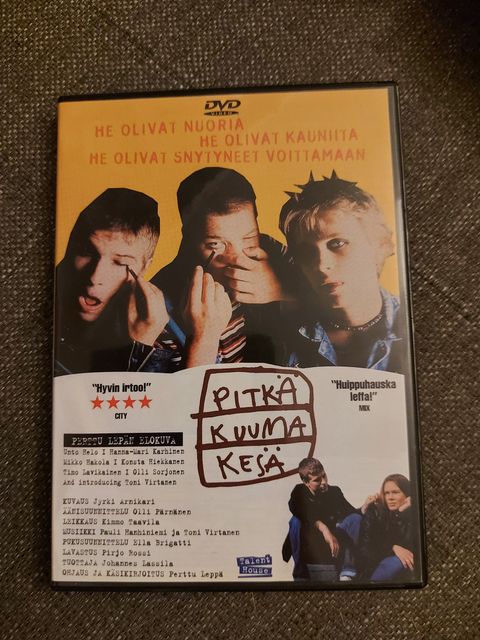 DVD
VIDEO
HE OLIVAT NUORIA
HE OLIVAT KAUNIITA
HE OLIVAT SNYTYNEET VOITTAMAAN
"Hyvin irtoo!"
★★★★
CITY
PITKÄ
KUUMA
KESÄ
"Huippuhauska
leffa!"
MIX
PERTTU LEPÄN ELOKUVA
Unto Helo I Hanna-Mari Karhinen
Mikko Hakola I Konsta Hiekkanen
Timo Lavikainen I Olli Sorjonen
And introducing Toni Virtanen
KUVAUS Jyrki Arnikari
ÄÄNISUUNNITTELU Olli Pärnänen
LEIKKAUS Kimmo Taavila
MUSIIKKI Pauli Hanhiniemi ja Toni Virtanen
PUKUSUUNNITTELU Ella Brigatti
LAVASTUS Pirjo Rossi
TUOTTAJA Johannes Lassila
OHJAUS JA KÄSIKIRJOITUS Perttu Leppä
Talent
House